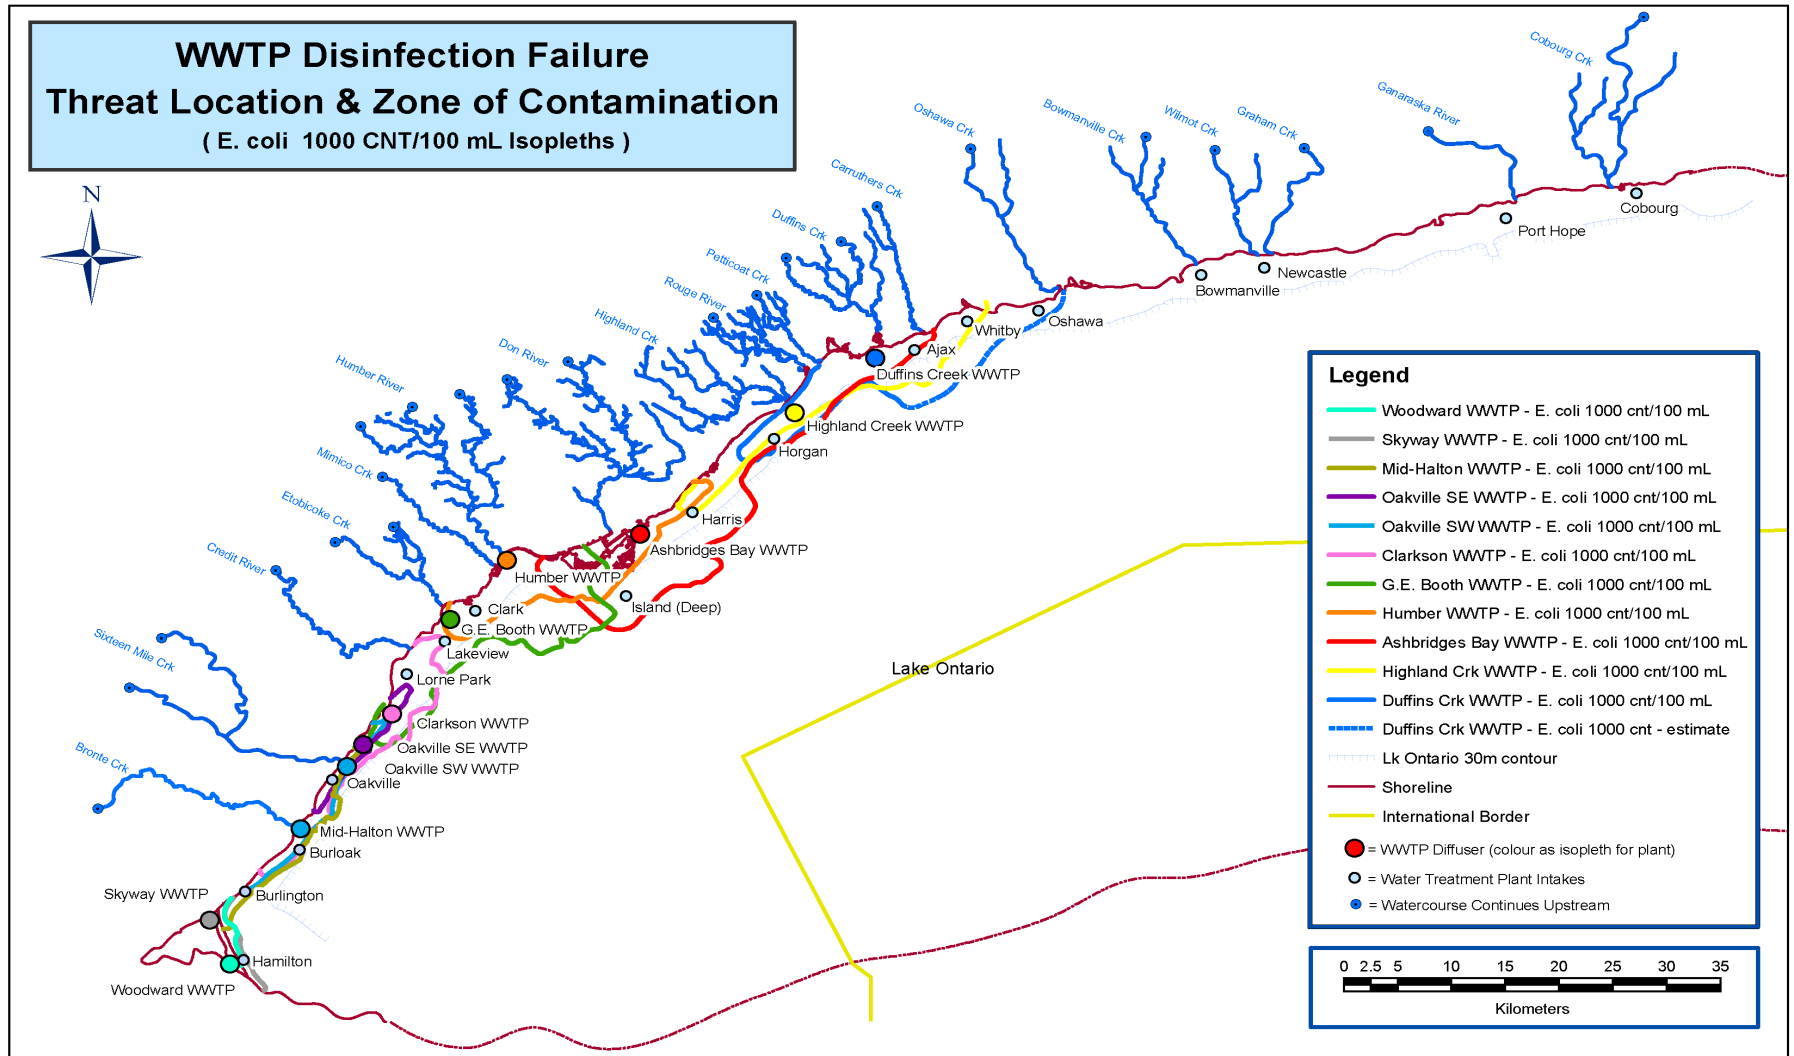 WWTP Disinfection Failure
Threat Location & Zone of Contamination
( E. coli 1000 CNT/100 mL Isopleths )
N
Cobourg Crk
Ganaraska River
Graham Crk
Wilmot Crk
Bowmanville Crk
Oshawa Crk
Carruthers Crk
Duffins Crk
Petticoat Crk
Rouge River
Highland Crk
Don River
Humber River
Mimico Crk
Etobicoke Crk
Credit River
Sixteen Mile Crk
Bronte Crk
Cobourg
Port Hope
Newcastle
Bowmanville
Oshawa
Whitby
Ajax
Duffins Creek WWTP
Highland Creek WWTP
Horgan
Harris
Ashbridges Bay WWTP
Humber WWTP
Island (Deep)
Clark
G.E. Booth WWTP
Lakeview
Lorne Park
Clarkson WWTP
Oakville SE WWTP
Oakville SW WWTP
Oakville
Mid-Halton WWTP
Burloak
Burlington
Skyway WWTP
Hamilton
Woodward WWTP
Lake Ontario
Legend
Woodward WWTP - E. coli 1000 cnt/100 mL
Skyway WWTP - E. coli 1000 cnt/100 mL
Mid-Halton WWTP - E. coli 1000 cnt/100 mL
Oakville SE WWTP - E. coli 1000 cnt/100 mL
Oakville SW WWTP - E. coli 1000 cnt/100 mL
Clarkson WWTP - E. coli 1000 cnt/100 mL
G.E. Booth WWTP - E. coli 1000 cnt/100 mL
Humber WWTP - E. coli 1000 cnt/100 mL
Ashbridges Bay WWTP - E. coli 1000 cnt/100 mL
Highland Crk WWTP - E. coli 1000 cnt/100 mL
Duffins Crk WWTP - E. coli 1000 cnt/100 mL
Duffins Crk WWTP - E. coli 1000 cnt - estimate
Lk Ontario 30m contour
Shoreline
International Border
= WWTP Diffuser (colour as isopleth for plant)
= Water Treatment Plant Intakes
= Watercourse Continues Upstream
0 2.5 5 10 15 20 25 30 35
Kilometers